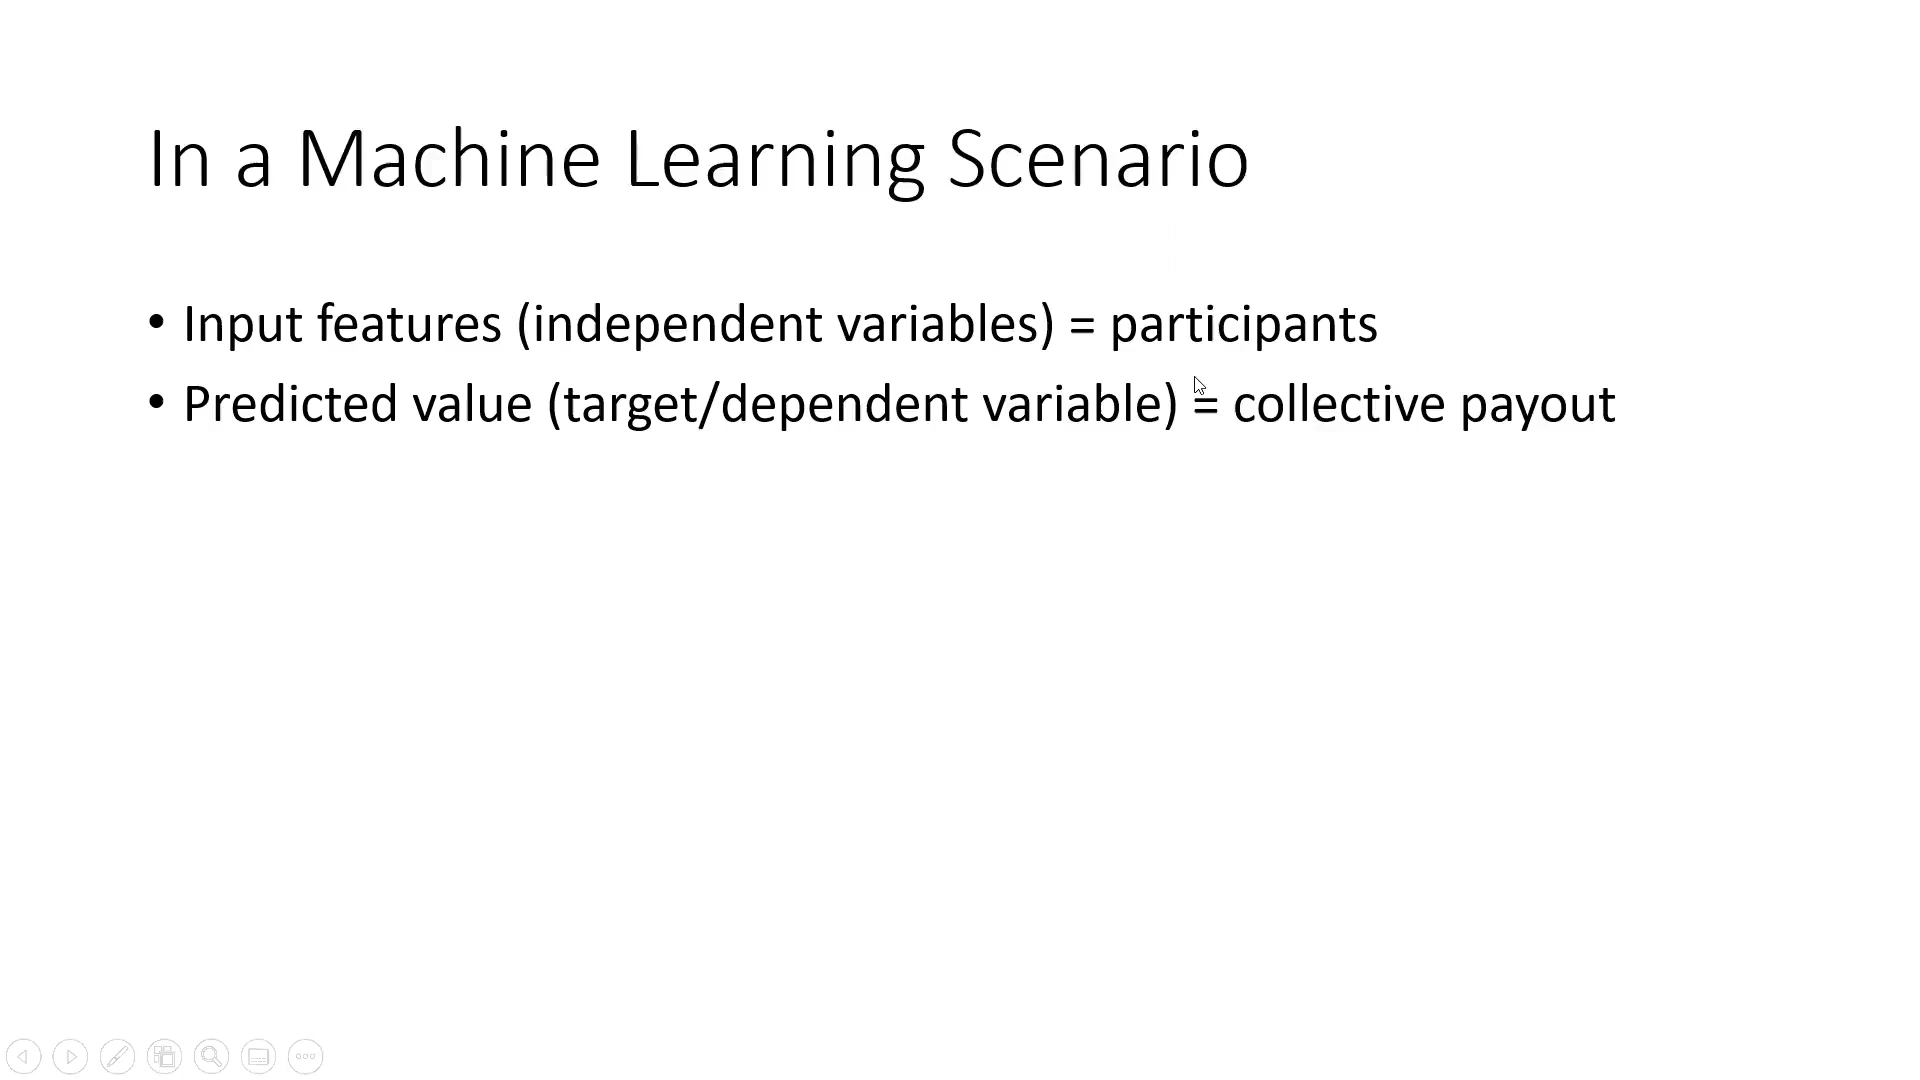 In a Machine Learning Scenario
• Input features (independent variables) = participants
• Predicted value (target/dependent variable) = collective payout